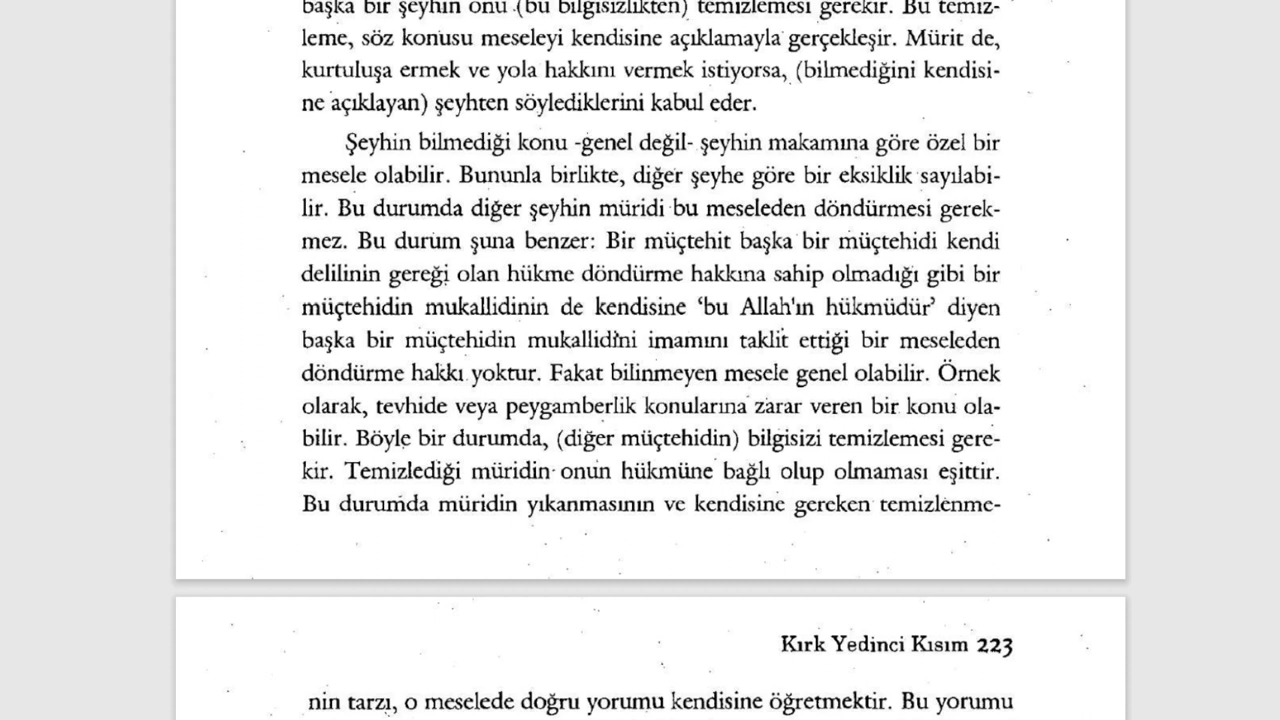 başka bir şeyhin onu (bu bilgisizlikten) temizlemesi gerekir. Bu temiz-
leme, söz konusu meseleyi kendisine açıklamayla gerçekleşir. Mürit de,
kurtuluşa ermek ve yola hakkını vermek istiyorsa, (bilmediğini kendisi-
ne açıklayan) şeyhten söylediklerini kabul eder.
Şeyhin bilmediği konu -genel değil- şeyhin makamına göre özel bir
mesele olabilir. Bununla birlikte, diğer şeyhe göre bir eksiklik sayılabi-
lir. Bu durumda diğer şeyhin müridi bu meseleden döndürmesi gerek-
mez. Bu durum şuna benzer: Bir müçtehit başka bir müçtehidi kendi
delilinin gereği olan hükme döndürme hakkına sahip olmadığı gibi bir
müçtehidin mukallidinin de kendisine ‘bu Allah'ın hükmüdür’ diyen
başka bir müçtehidin mukallidini imamını taklit ettiği bir meseleden
döndürme hakkı yoktur. Fakat bilinmeyen mesele genel olabilir. Örnek
olarak, tevhide veya peygamberlik konularına zarar veren bir konu ola-
bilir. Böyle bir durumda, (diğer müçtehidin) bilgisizi temizlemesi gere-
kir. Temizlediği müridin onun hükmüne bağlı olup olmaması eşittir.
Bu durumda müridin yıkanmasının ve kendisine gereken temizlenme-
Kırk Yedinci Kısım 223
nin tarzı, o meselede doğru yorumu kendisine öğretmektir. Bu yorumu